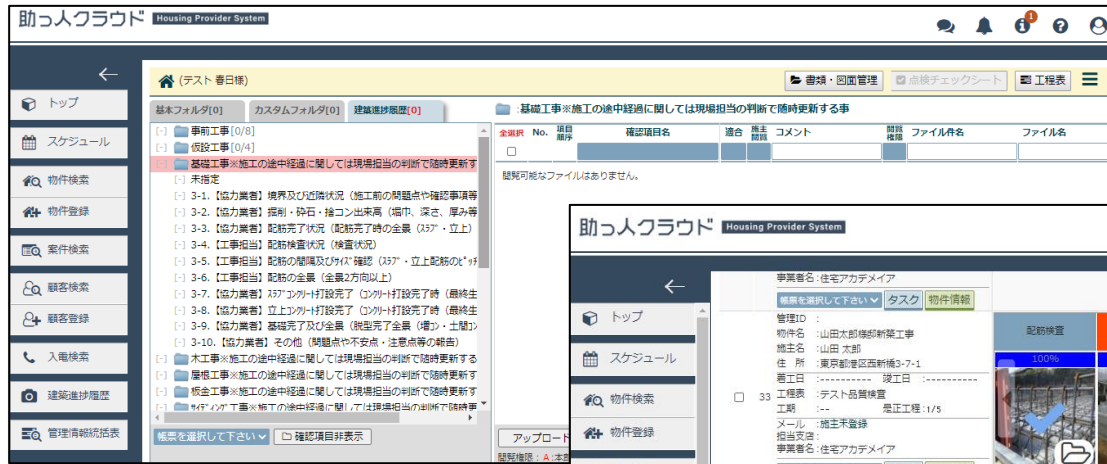 助っ人クラウド Housing Provider System
1
(テスト 春日様)
書類・図面管理
点検チェックシート
工程表
トップ
スケジュール
物件検索
物件登録
案件検索
顧客検索
顧客登録
入電検索
建築進捗履歴
管理情報統括表
基本フォルダ[0]
カスタムフォルダ[0]
建築進捗履歴[0]
[-] 事前工事[0/8]
[-] 仮設工事[0/4]
[-] 基礎工事※施工の途中経過に関しては現場担当の判断で随時更新す
[-] 未指定
[-] 3-1.【協力業者】境界及び近隣状況（施工前の問題点や確認事項等
[-] 3-2.【協力業者】掘削・砕石・捨コン出来高（堀巾、深さ、厚み等
[-] 3-3.【協力業者】配筋完了状況（配筋完了時の全景（ｽﾗﾌﾞ・立上）
[-] 3-4.【工事担当】配筋検査状況（検査状況）
[-] 3-5.【工事担当】配筋の間隔及びｻｲｽﾞ確認（ｽﾗﾌﾞ・立上配筋のﾋﾟｯﾁ
[-] 3-6.【工事担当】配筋の全景（全景2方向以上）
[-] 3-7.【協力業者】ｽﾗﾌﾞｺﾝｸﾘｰﾄ打設完了（ｺﾝｸﾘｰﾄ打設完了時（最終生
[-] 3-8.【協力業者】立上ｺﾝｸﾘｰﾄ打設完了（ｺﾝｸﾘｰﾄ打設完了時（最終生
[-] 3-9.【協力業者】基礎完了及び全景（脱型完了全景（増ｺﾝ・土間ｺﾝ
[-] 3-10.【協力業者】その他（問題点や不安点・注意点等の報告）
[-] 木工事※施工の途中経過に関しては現場担当の判断で随時更新する
[-] 屋根工事※施工の途中経過に関しては現場担当の判断で随時更新す
[-] 板金工事※施工の途中経過に関しては現場担当の判断で随時更新す
[-] ｻｲﾃﾞｨﾝｸﾞ工事※施工の途中経過に関しては現場担当の判断で随時更
帳票を選択して下さい
確認項目非表示
:基礎工事※施工の途中経過に関しては現場担当の判断で随時更新する事
全選択 No. 項目順序 確認項目名 適合 施主閲覧 コメント 閲覧権限 ファイル件名 ファイル名
閲覧可能なファイルはありません。
アップロード
閲覧権限：A:本部
助っ人クラウド Housing Provider System
トップ
スケジュール
物件検索
物件登録
事業者名:住宅アカデメイア
帳票を選択して下さい タスク 物件情報
管理ID :
物件名 :山田太郎様邸新築工事
施主名 :山田 太郎
住 所 :東京都港区西新橋3-7-1
着工日 :---------- 竣工日 :----------
33 工程表 :テスト品質検査
工期 :-- 是正工程:1/5
メール :施主未登録
担当支店:
事業者名:住宅アカデメイア
配筋検査
100%